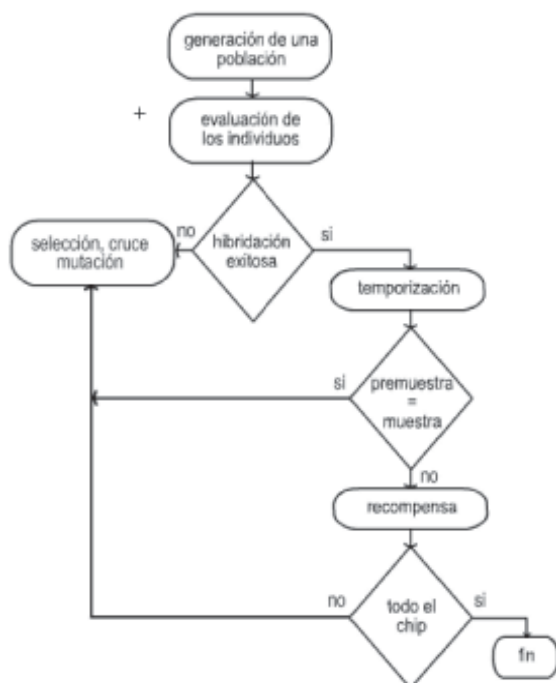 generación de una
población
+
evaluación de
los individuos
no
hibridación
exitosa
si
selección, cruce
mutación
temporización
si
premuestra
=
muestra
no
recompensa
no
todo el
chip
si
fin